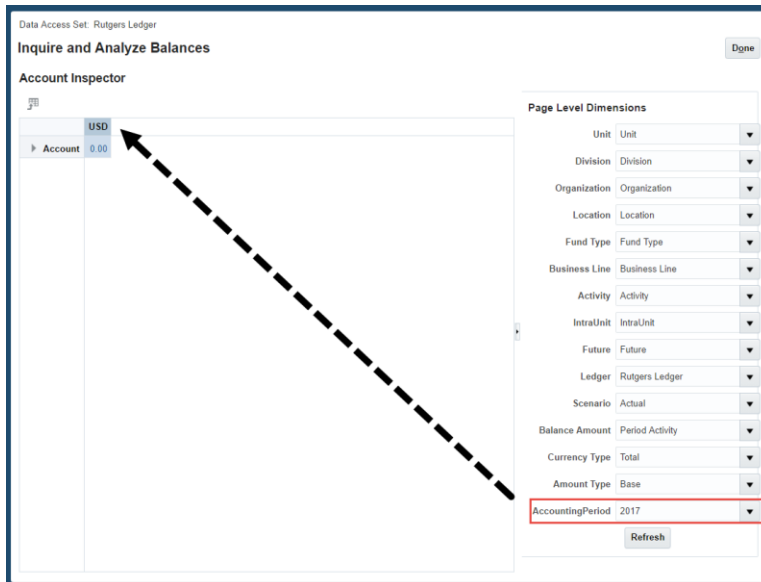 Data Access Set: Rutgers Ledger
Inquire and Analyze Balances
Done
Account Inspector
USD
Account 0.00
Page Level Dimensions
Unit Unit
Division Division
Organization Organization
Location Location
Fund Type Fund Type
Business Line Business Line
Activity Activity
IntraUnit IntraUnit
Future Future
Ledger Rutgers Ledger
Scenario Actual
Balance Amount Period Activity
Currency Type Total
Amount Type Base
AccountingPeriod 2017
Refresh